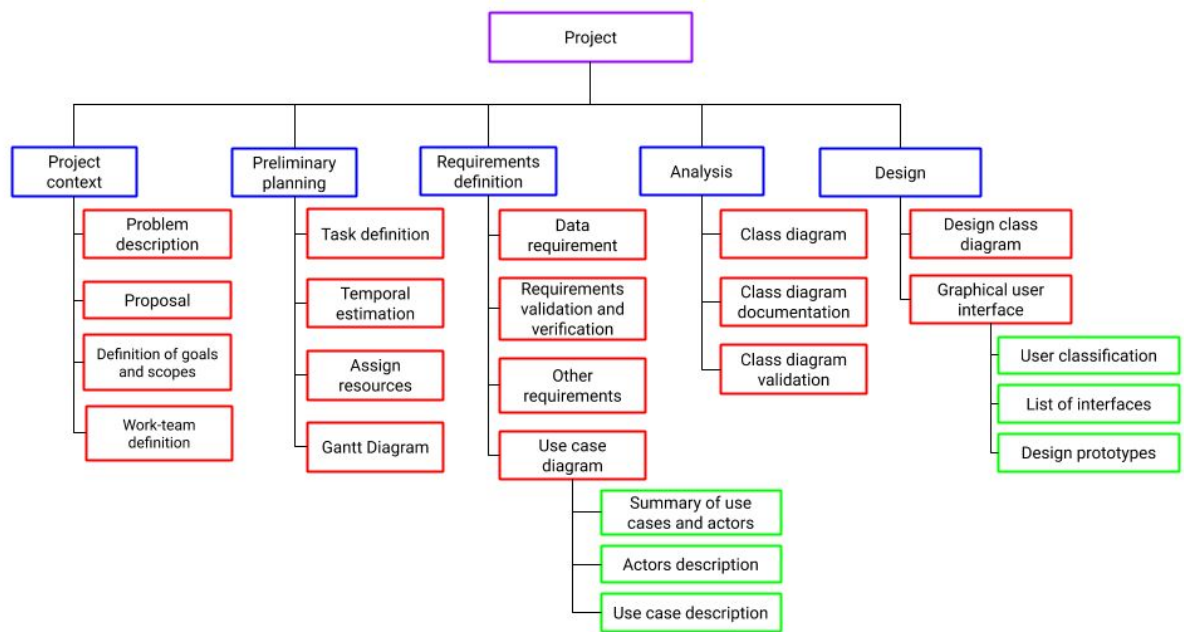 Project
Project
context
Problem
description
Proposal
Definition of goals
and scopes
Work-team
definition
Preliminary
planning
Task definition
Temporal
estimation
Assign
resources
Gantt Diagram
Requirements
definition
Data
requirement
Requirements
validation and
verification
Other
requirements
Use case
diagram
Summary of use
cases and actors
Actors description
Use case description
Analysis
Class diagram
Class diagram
documentation
Class diagram
validation
Design
Design class
diagram
Graphical user
interface
User classification
List of interfaces
Design prototypes